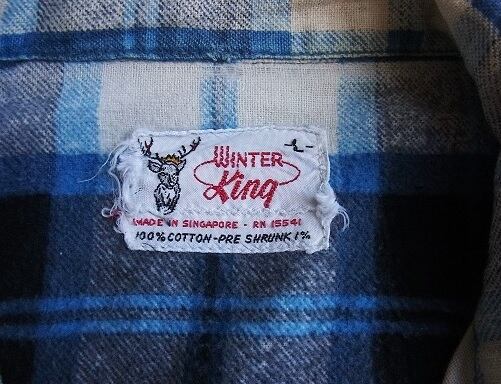 -L-
WINTER
King
MADE IN SINGAPORE - RN 15541
100% COTTON-PRE SHRUNK 1%